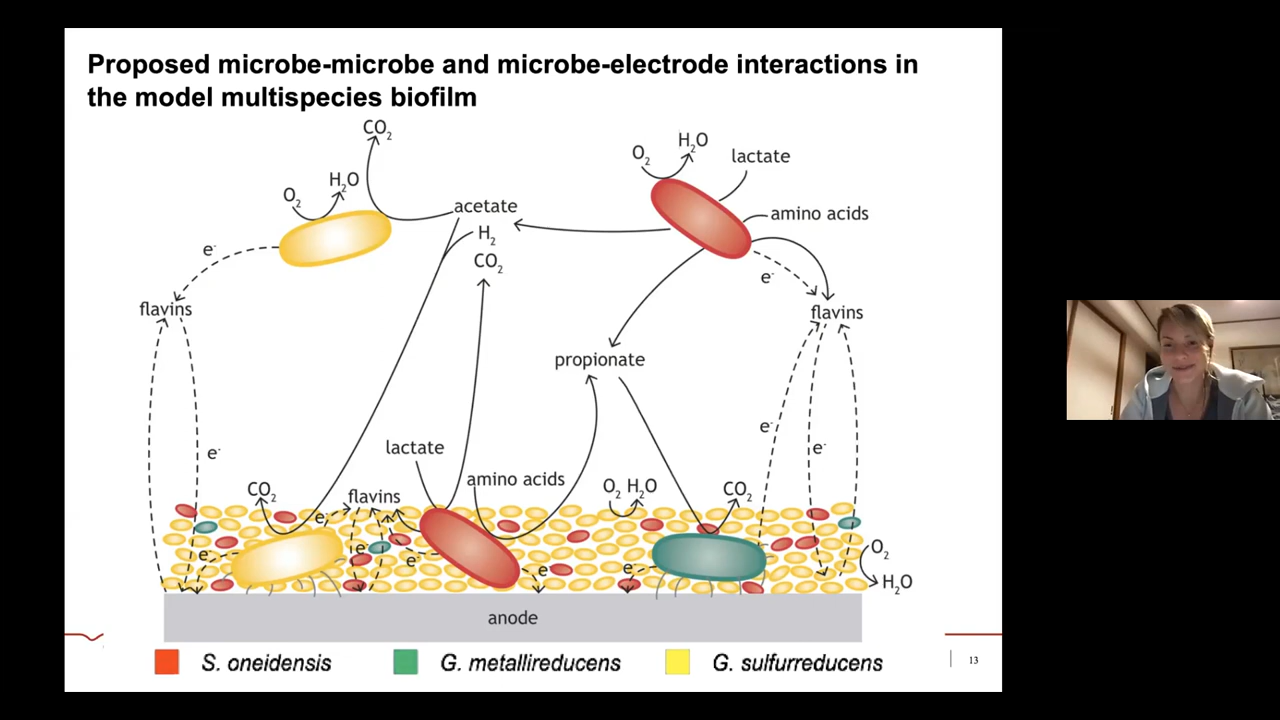 Proposed microbe-microbe and microbe-electrode interactions in
the model multispecies biofilm
CO₂
O₂ H₂O lactate
O₂ H₂O acetate amino acids
H₂
CO₂
e⁻ e⁻
flavins flavins
propionate
e⁻ e⁻ e⁻
lactate
amino acids
CO₂ flavins O₂ H₂O CO₂
e⁻
e⁻ e e⁻ e⁻ e⁻ O₂
H₂O
anode
S. oneidensis G. metallireducens G. sulfurreducens
13